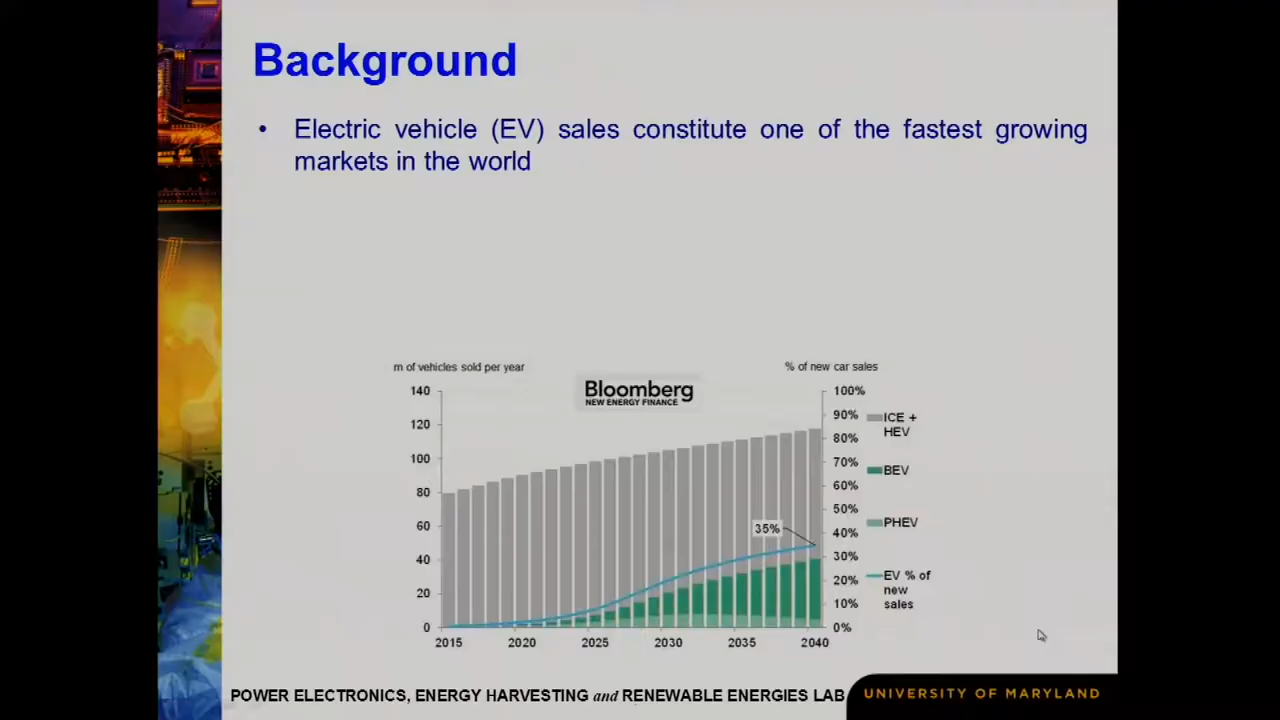 Background
• Electric vehicle (EV) sales constitute one of the fastest growing
markets in the world
m of vehicles sold per year
% of new car sales
Bloomberg
NEW ENERGY FINANCE
140
120
100
80
60
40
20
0
100%
90%
80%
70%
60%
50%
40%
30%
20%
10%
0%
35%
ICE +
HEV
BEV
PHEV
EV % of
new
sales
2015 2020 2025 2030 2035 2040
POWER ELECTRONICS, ENERGY HARVESTING and RENEWABLE ENERGIES LAB
UNIVERSITY OF MARYLAND